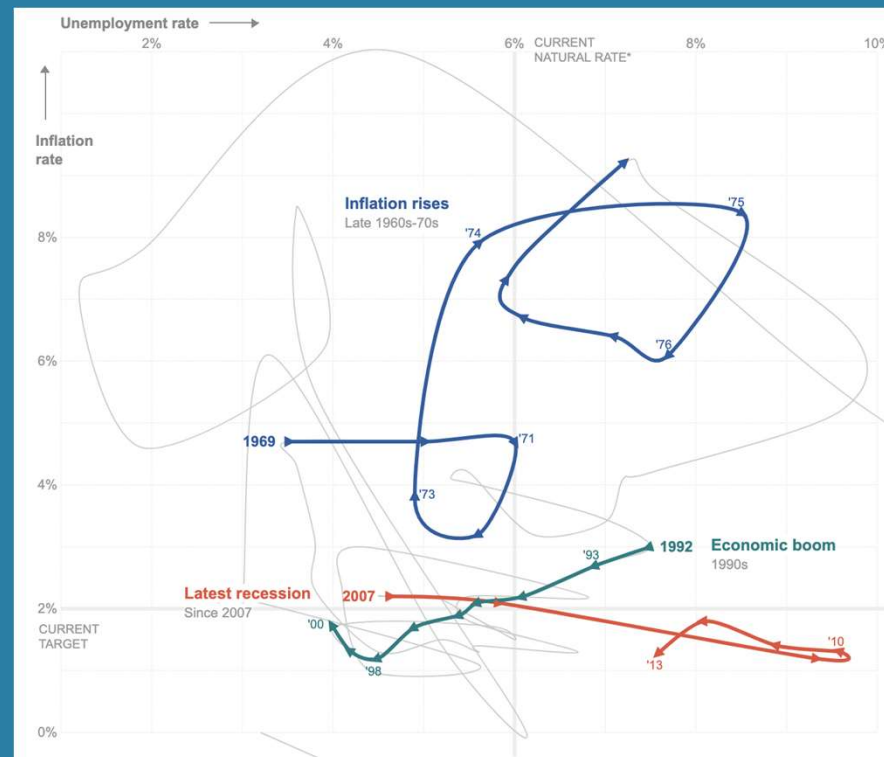 Unemployment rate
2%
4%
6%
CURRENT
NATURAL RATE*
8%
10%
Inflation
rate
Inflation rises
Late 1960s-70s
'75
'74
8%
'76
6%
1969
'71
'73
4%
1992
Economic boom
1990s
'93
Latest recession
Since 2007
2007
2%
CURRENT
TARGET
'00
'98
'10
'13
0%